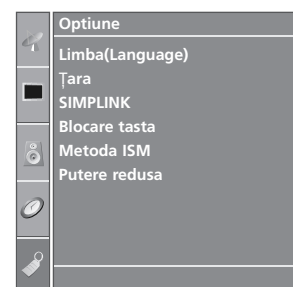 Optiune
Limba(Language)
Țara
SIMPLINK
Blocare tasta
Metoda ISM
Putere redusa